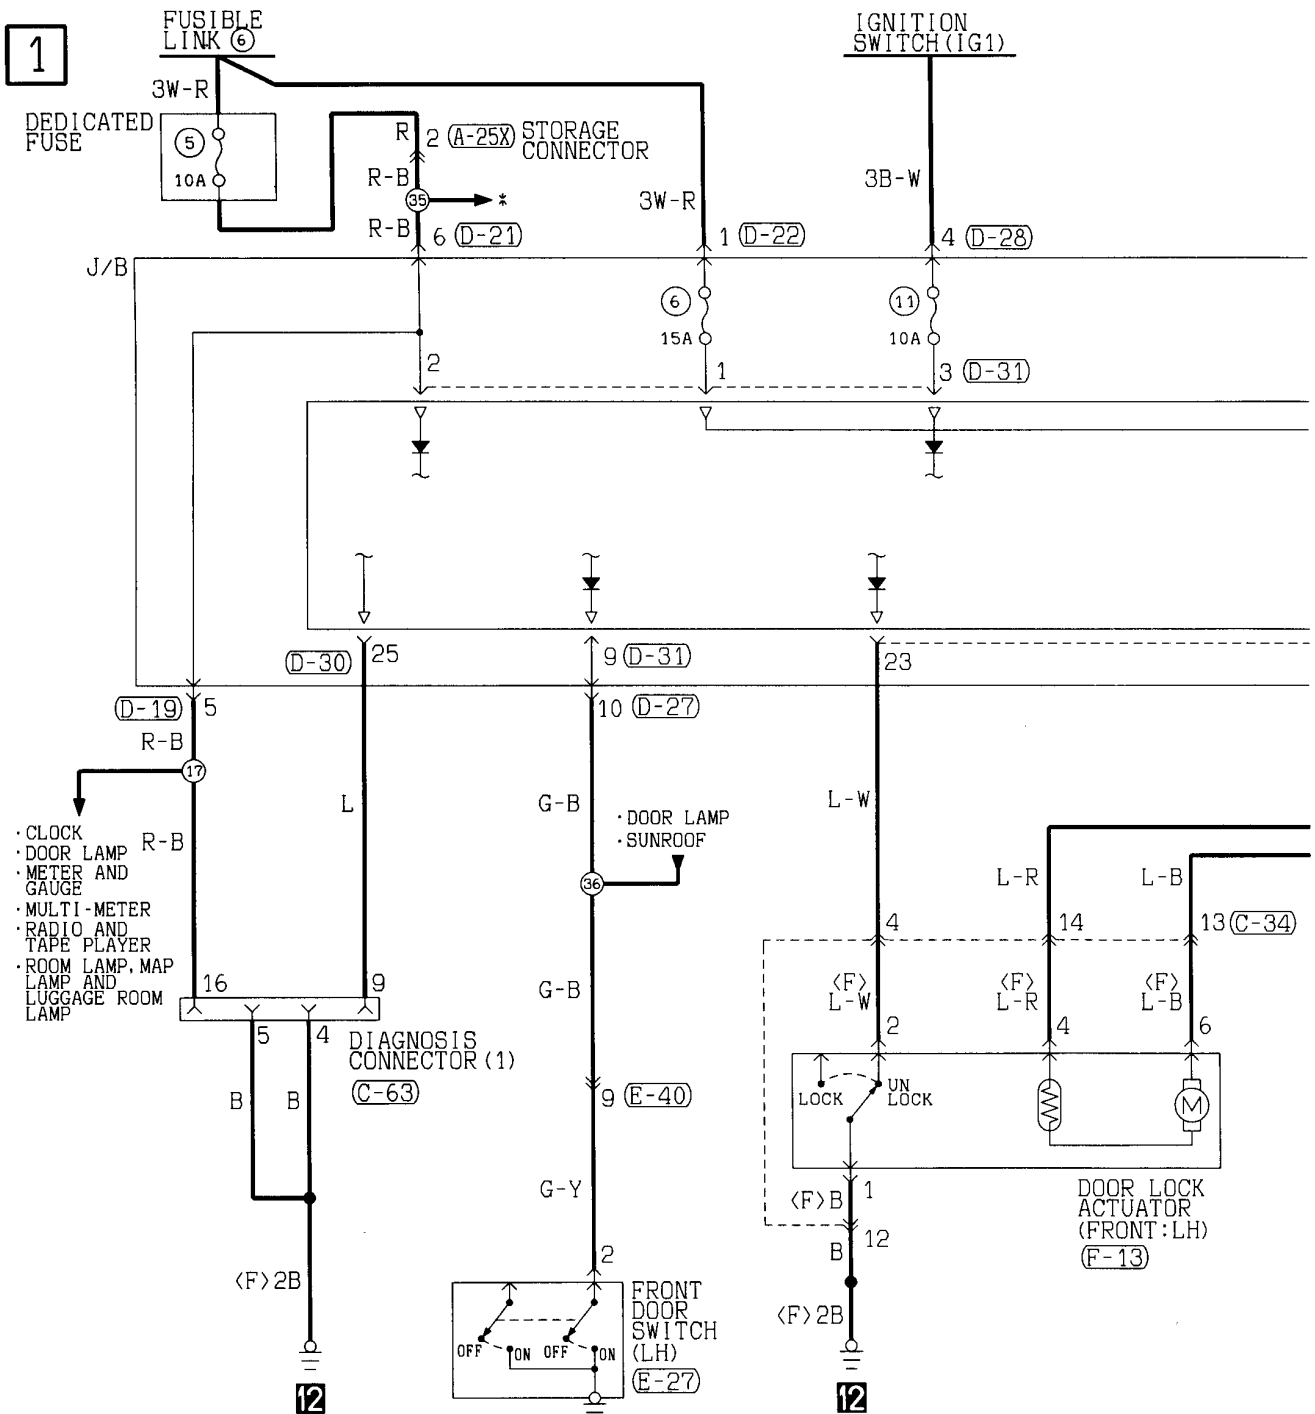 1
FUSIBLE
LINK ⑥
IGNITION
SWITCH(IG1)
3W-R
DEDICATED
FUSE
⑤
10A
R
2 (A-25X) STORAGE
CONNECTOR
R-B
35
*
R-B
6 (D-21)
3W-R
1 (D-22)
3B-W
4 (D-28)
J/B
⑥
15A
⑪
10A
2
1
3 (D-31)
(D-30) 25
9 (D-31)
23
(D-19) 5
10 (D-27)
R-B
17
L
G-B
L-W
·DOOR LAMP
·SUNROOF
·CLOCK
·DOOR LAMP
·METER AND
GAUGE
·MULTI-METER
·RADIO AND
TAPE PLAYER
·ROOM LAMP, MAP
LAMP AND
LUGGAGE ROOM
LAMP
R-B
36
L-R
L-B
4
14
13 (C-34)
16
9
G-B
<F>
L-W
<F>
L-R
<F>
L-B
5
4
DIAGNOSIS
CONNECTOR(1)
(C-63)
2
4
6
B
B
9 (E-40)
LOCK
UN
LOCK
M
G-Y
<F>B
1
DOOR LOCK
ACTUATOR
(FRONT:LH)
(F-13)
12
B
<F>2B
2
FRONT
DOOR
SWITCH
(LH)
(E-27)
OFF
ON
OFF
ON
<F>2B
12
12